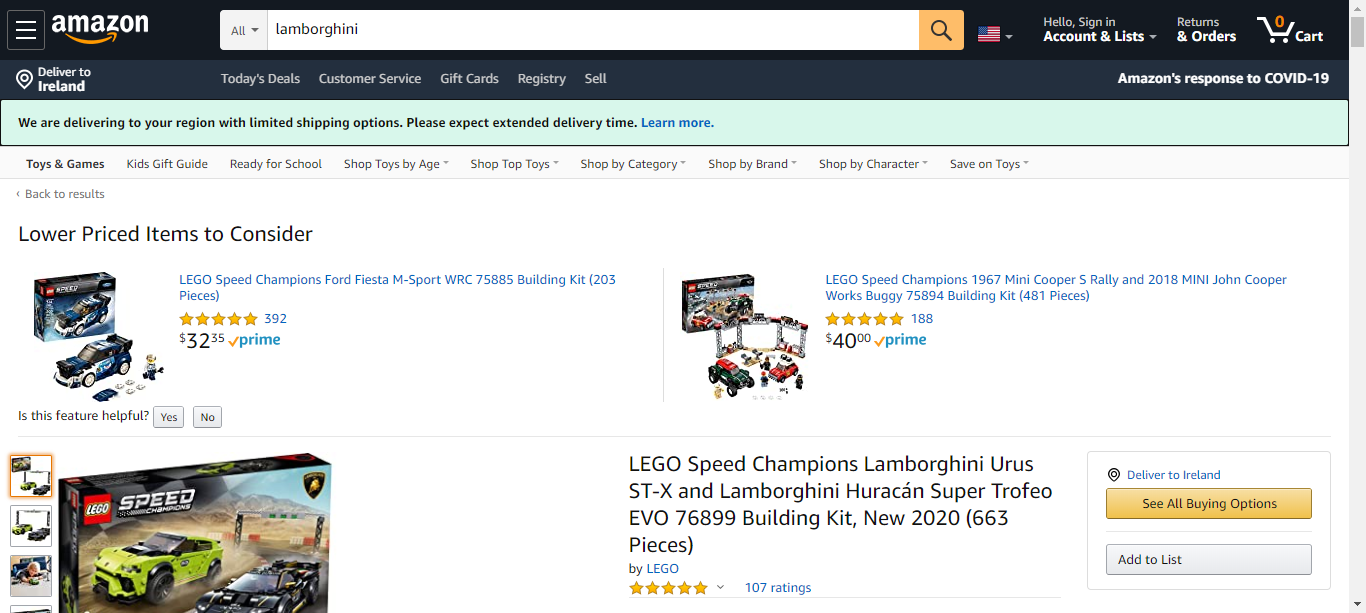 amazon
All
lamborghini
Hello, Sign in
Account & Lists
Returns
& Orders
0
Cart
Deliver to
Ireland
Today's Deals
Customer Service
Gift Cards
Registry
Sell
Amazon's response to COVID-19
We are delivering to your region with limited shipping options. Please expect extended delivery time. Learn more.
Toys & Games
Kids Gift Guide
Ready for School
Shop Toys by Age
Shop Top Toys
Shop by Category
Shop by Brand
Shop by Character
Save on Toys
‹ Back to results
Lower Priced Items to Consider
SPEED
LEGO Speed Champions Ford Fiesta M-Sport WRC 75885 Building Kit (203
Pieces)
392
$32 35 prime
SPEED
LEGO Speed Champions 1967 Mini Cooper S Rally and 2018 MINI John Cooper
Works Buggy 75894 Building Kit (481 Pieces)
188
$40 00 prime
Is this feature helpful?
Yes
No
LEGO
SPEED
CHAMPIONS
LEGO Speed Champions Lamborghini Urus
ST-X and Lamborghini Huracán Super Trofeo
EVO 76899 Building Kit, New 2020 (663
Pieces)
by LEGO
107 ratings
Deliver to Ireland
See All Buying Options
Add to List